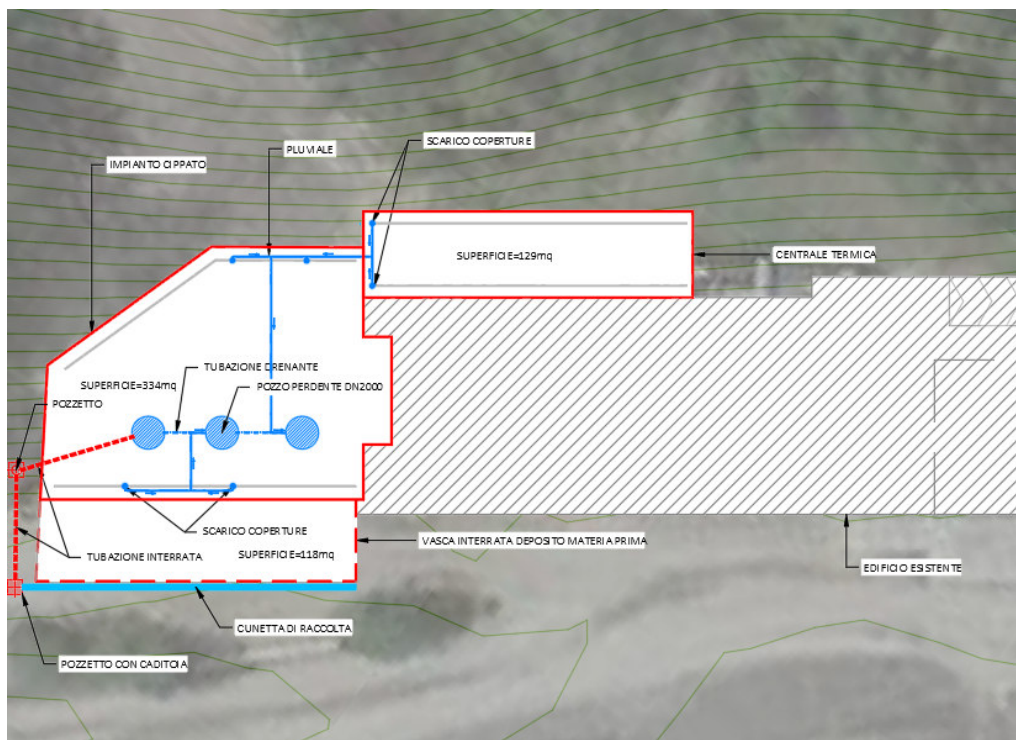 SCARICO COPERTURE
PLUVIALE
IMPIANTO CIPPATO
SUPERFICIE=129mq
CENTRALE TERMICA
TUBAZIONE DRENANTE
SUPERFICIE=334mq
POZZO PERDENTE DN2000
POZZETTO
SCARICO COPERTURE
VASCA INTERRATA DEPOSITO MATERIA PRIMA
TUBAZIONE INTERRATA
SUPERFICIE=118mq
EDIFICIO ESISTENTE
CUNETTA DI RACCOLTA
POZZETTO CON CADITOIA